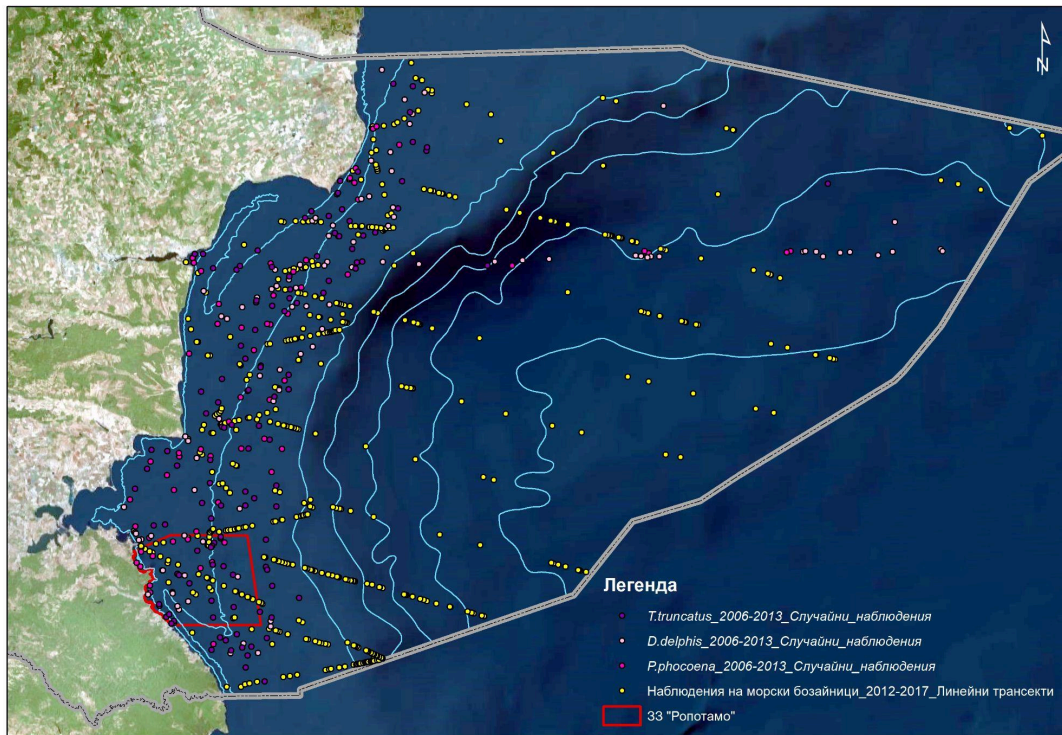 N
Легенда
T.truncatus_2006-2013_Случайни_наблюдения
D.delphis_2006-2013_Случайни_наблюдения
P.phocoena_2006-2013_Случайни_наблюдения
Наблюдения на морски бозайници_2012-2017_Линейни трансекти
ЗЗ "Ропотамо"